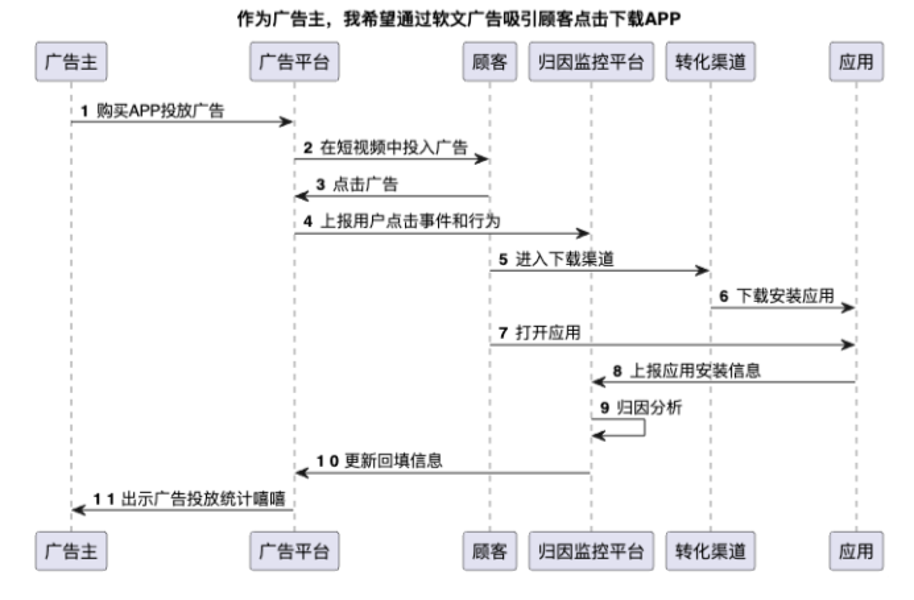 作为广告主，我希望通过软文广告吸引顾客点击下载APP
广告主 广告平台 顾客 归因监控平台 转化渠道 应用
1 购买APP投放广告
2 在短视频中投入广告
3 点击广告
4 上报用户点击事件和行为
5 进入下载渠道
6 下载安装应用
7 打开应用
8 上报应用安装信息
9 归因分析
10 更新回填信息
11 出示广告投放统计嘻嘻
广告主 广告平台 顾客 归因监控平台 转化渠道 应用